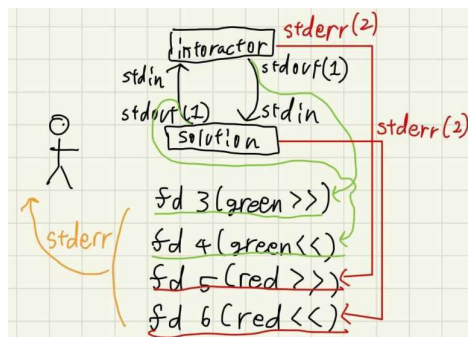 stderr(2)
interactor
stdin
stdout(1)
stdout(1)
stdin
stderr(2)
solution
fd 3(green >>)
stderr
fd 4(green<<)
fd 5(red >>)
fd 6(red <<)